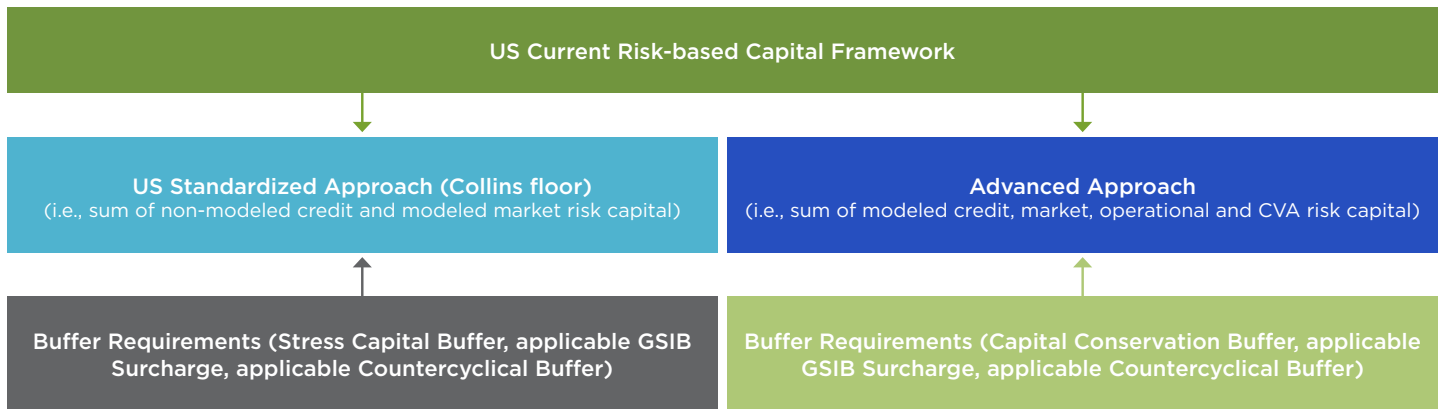 US Current Risk-based Capital Framework
US Standardized Approach (Collins floor)
(i.e., sum of non-modeled credit and modeled market risk capital)
Advanced Approach
(i.e., sum of modeled credit, market, operational and CVA risk capital)
Buffer Requirements (Stress Capital Buffer, applicable GSIB
Surcharge, applicable Countercyclical Buffer)
Buffer Requirements (Capital Conservation Buffer, applicable
GSIB Surcharge, applicable Countercyclical Buffer)